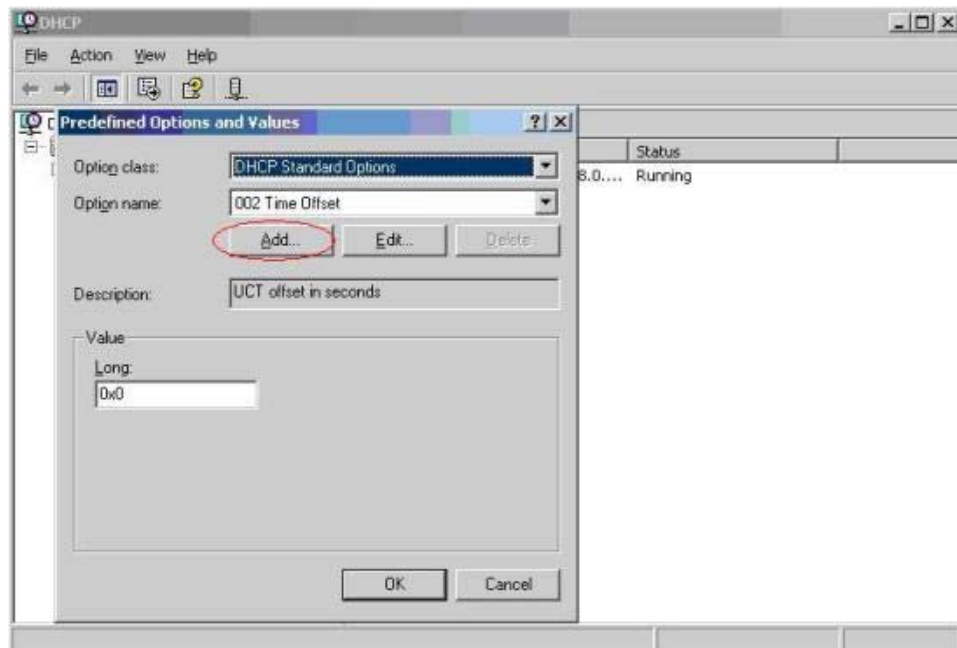 DHCP
File Action View Help
Predefined Options and Values
Option class: DHCP Standard Options
Option name: 002 Time Offset
Add... Edit... Delete
Description: UCT offset in seconds
Value
Long:
0x0
OK Cancel
Status
8.0.... Running